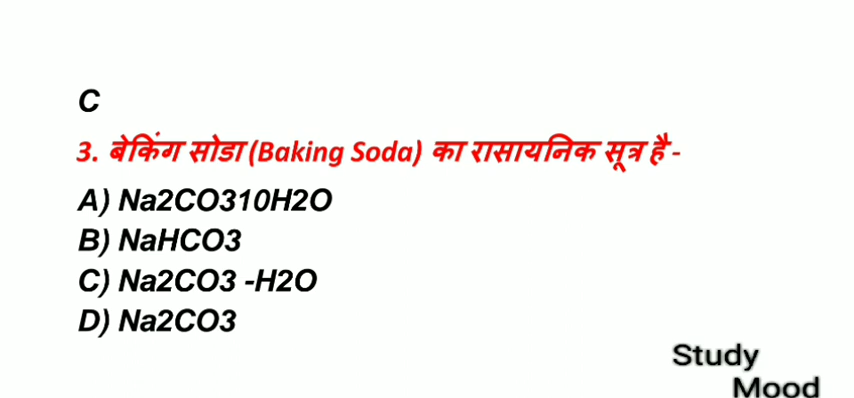 C
3. बेकिंग सोडा (Baking Soda) का रासायनिक सूत्र है -
A) Na2CO310H2O
B) NaHCO3
C) Na2CO3 -H2O
D) Na2CO3
Study
Mood